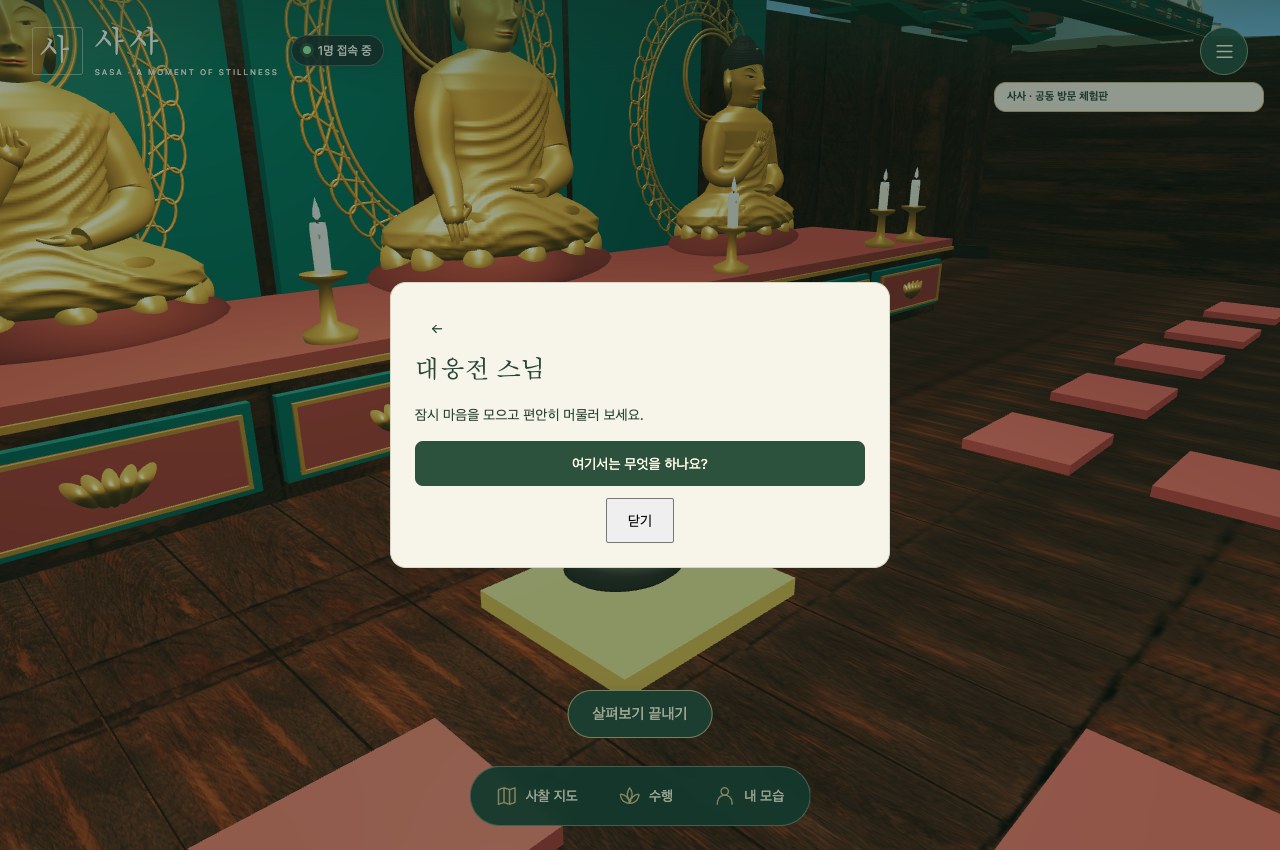 사
사사
SASA · A MOMENT OF STILLNESS
1명 접속 중
사사 · 공동 방문 체험판
←
대웅전 스님
잠시 마음을 모으고 편안히 머물러 보세요.
여기서는 무엇을 하나요?
닫기
살펴보기 끝내기
사찰 지도
수행
내 모습